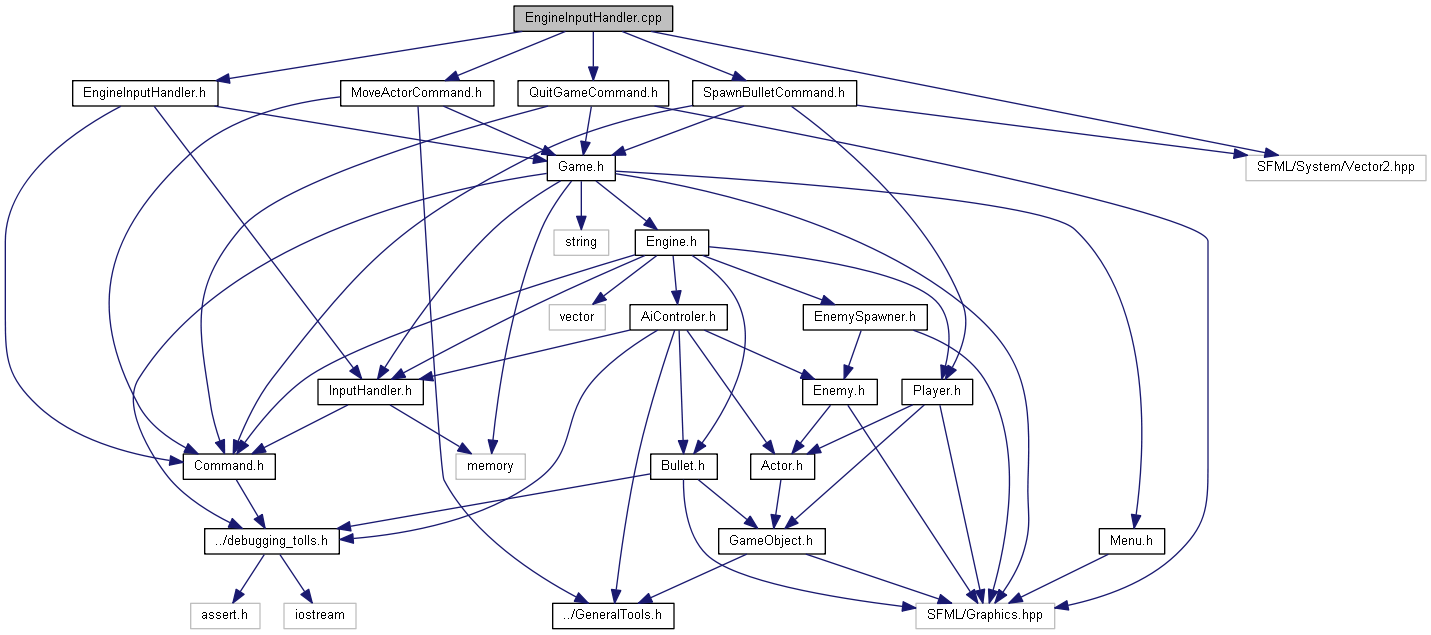 EngineInputHandler.cpp
EngineInputHandler.h
MoveActorCommand.h
QuitGameCommand.h
SpawnBulletCommand.h
Game.h
SFML/System/Vector2.hpp
string
Engine.h
vector
AiControler.h
EnemySpawner.h
InputHandler.h
Enemy.h
Player.h
Command.h
memory
Bullet.h
Actor.h
../debugging_tolls.h
GameObject.h
Menu.h
assert.h
iostream
../GeneralTools.h
SFML/Graphics.hpp